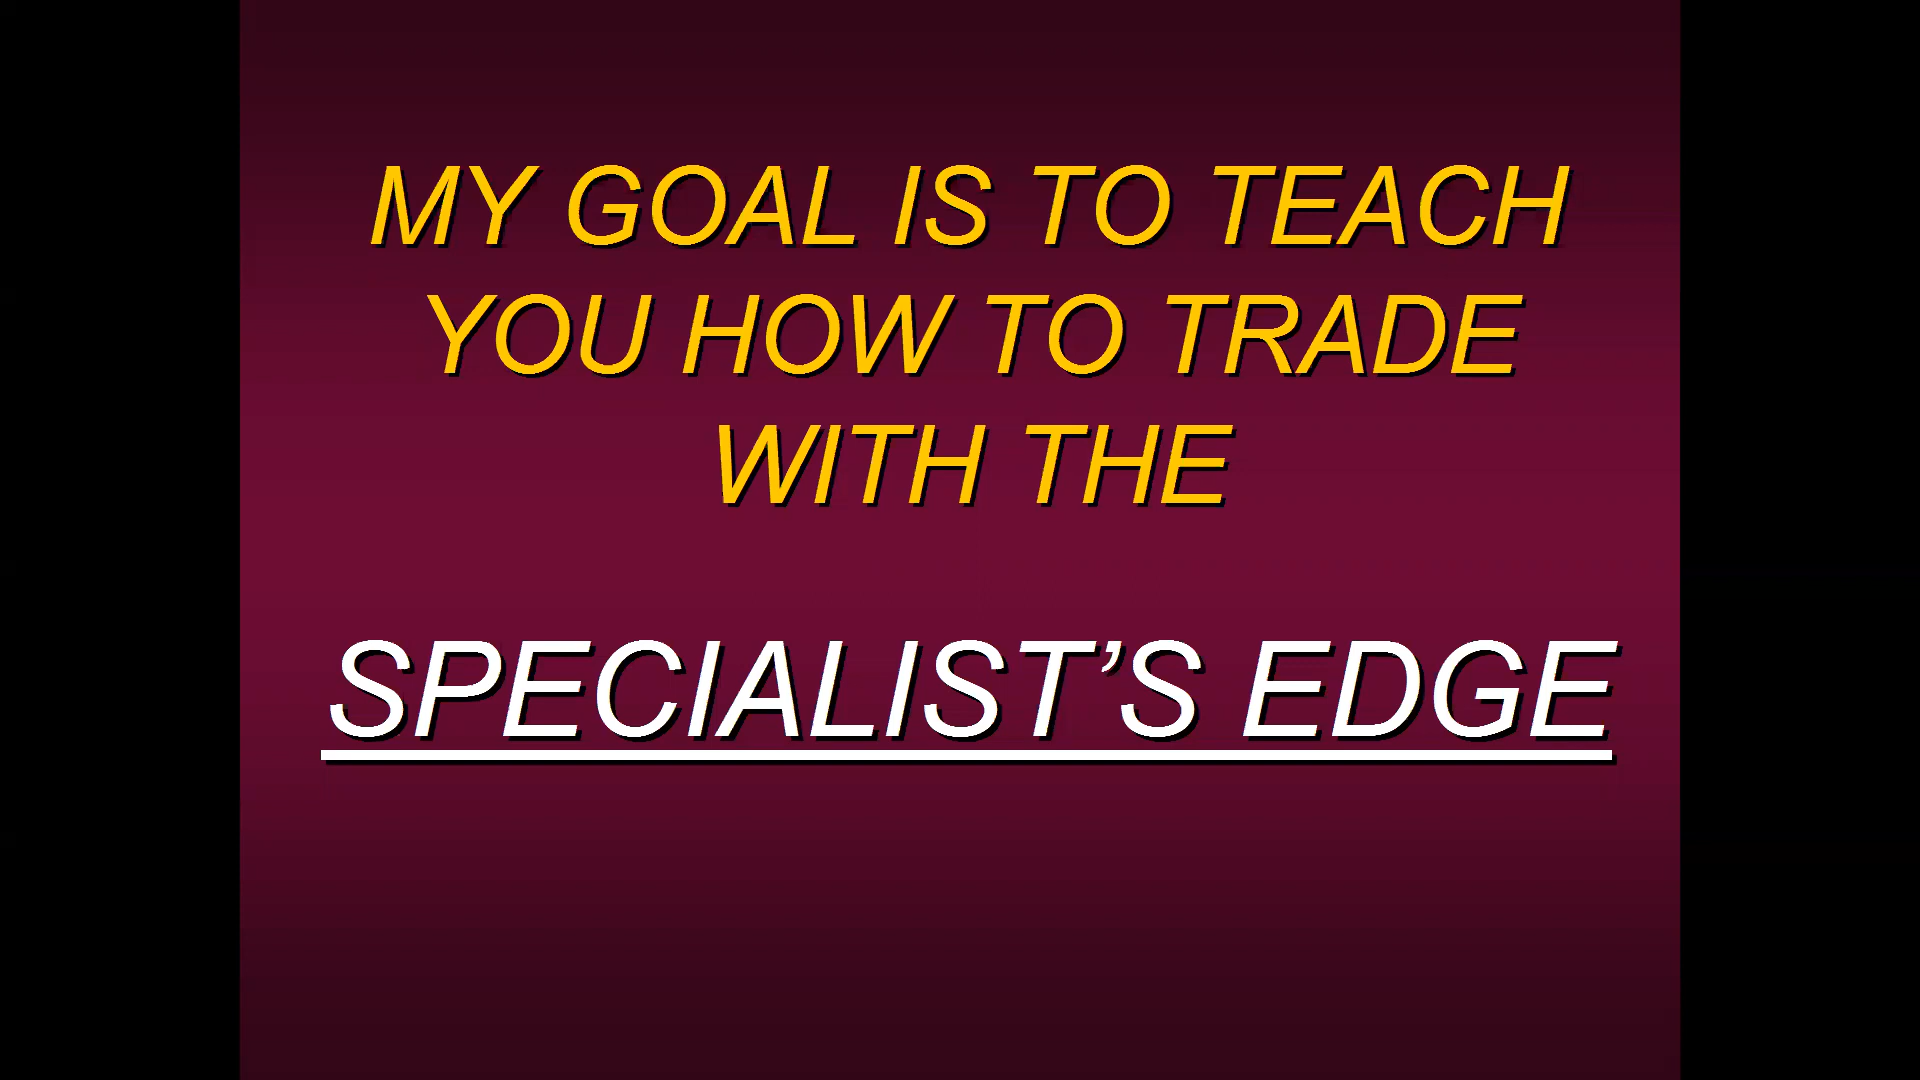 MY GOAL IS TO TEACH
YOU HOW TO TRADE
WITH THE
SPECIALIST’S EDGE